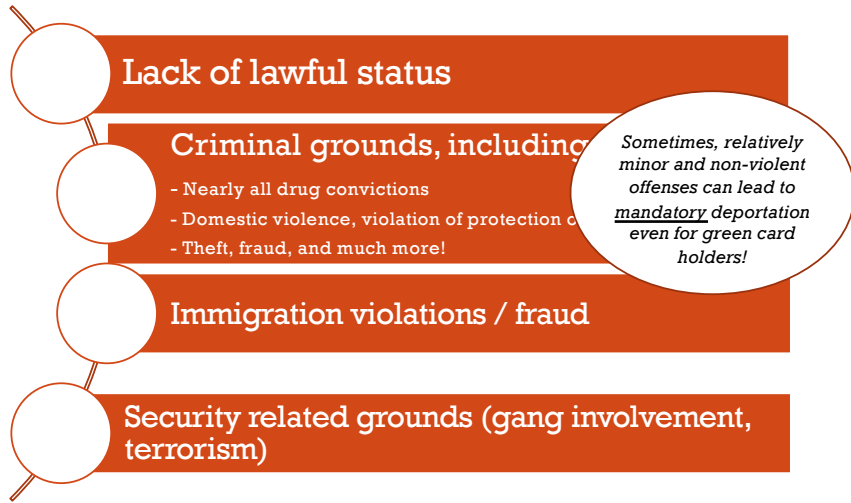 Lack of lawful status
Criminal grounds, including
- Nearly all drug convictions
- Domestic violence, violation of protection
- Theft, fraud, and much more!
Sometimes, relatively
minor and non-violent
offenses can lead to
mandatory deportation
even for green card
holders!
Immigration violations / fraud
Security related grounds (gang involvement,
terrorism)